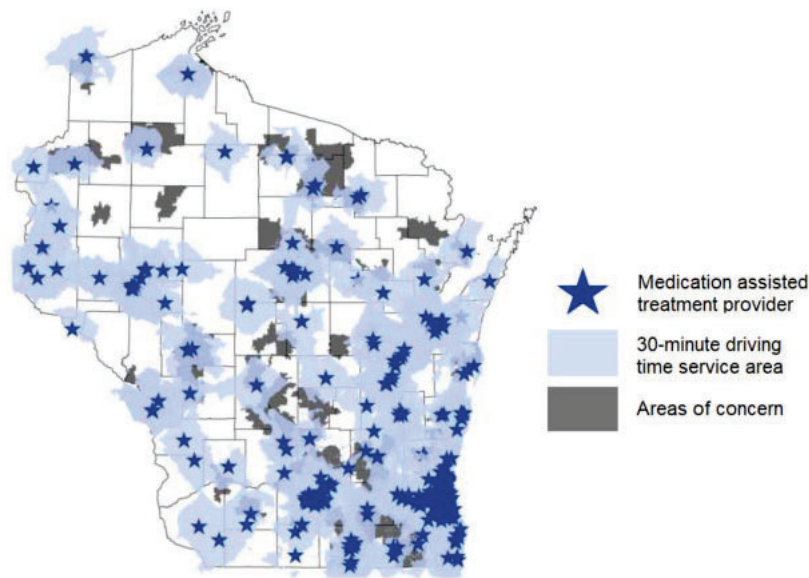 Medication assisted
treatment provider
30-minute driving
time service area
Areas of concern